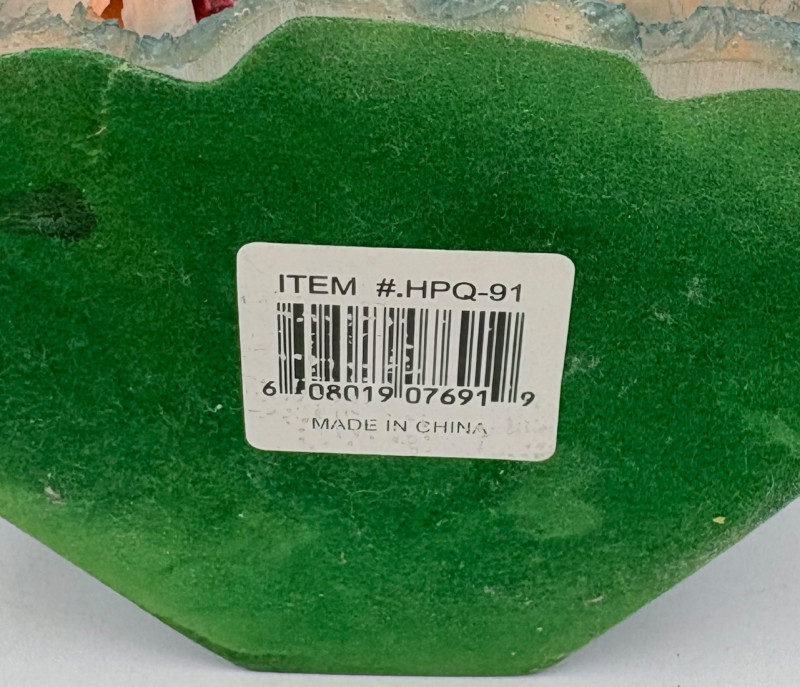 ITEM #.HPQ-91
6 08019 07691 9
MADE IN CHINA